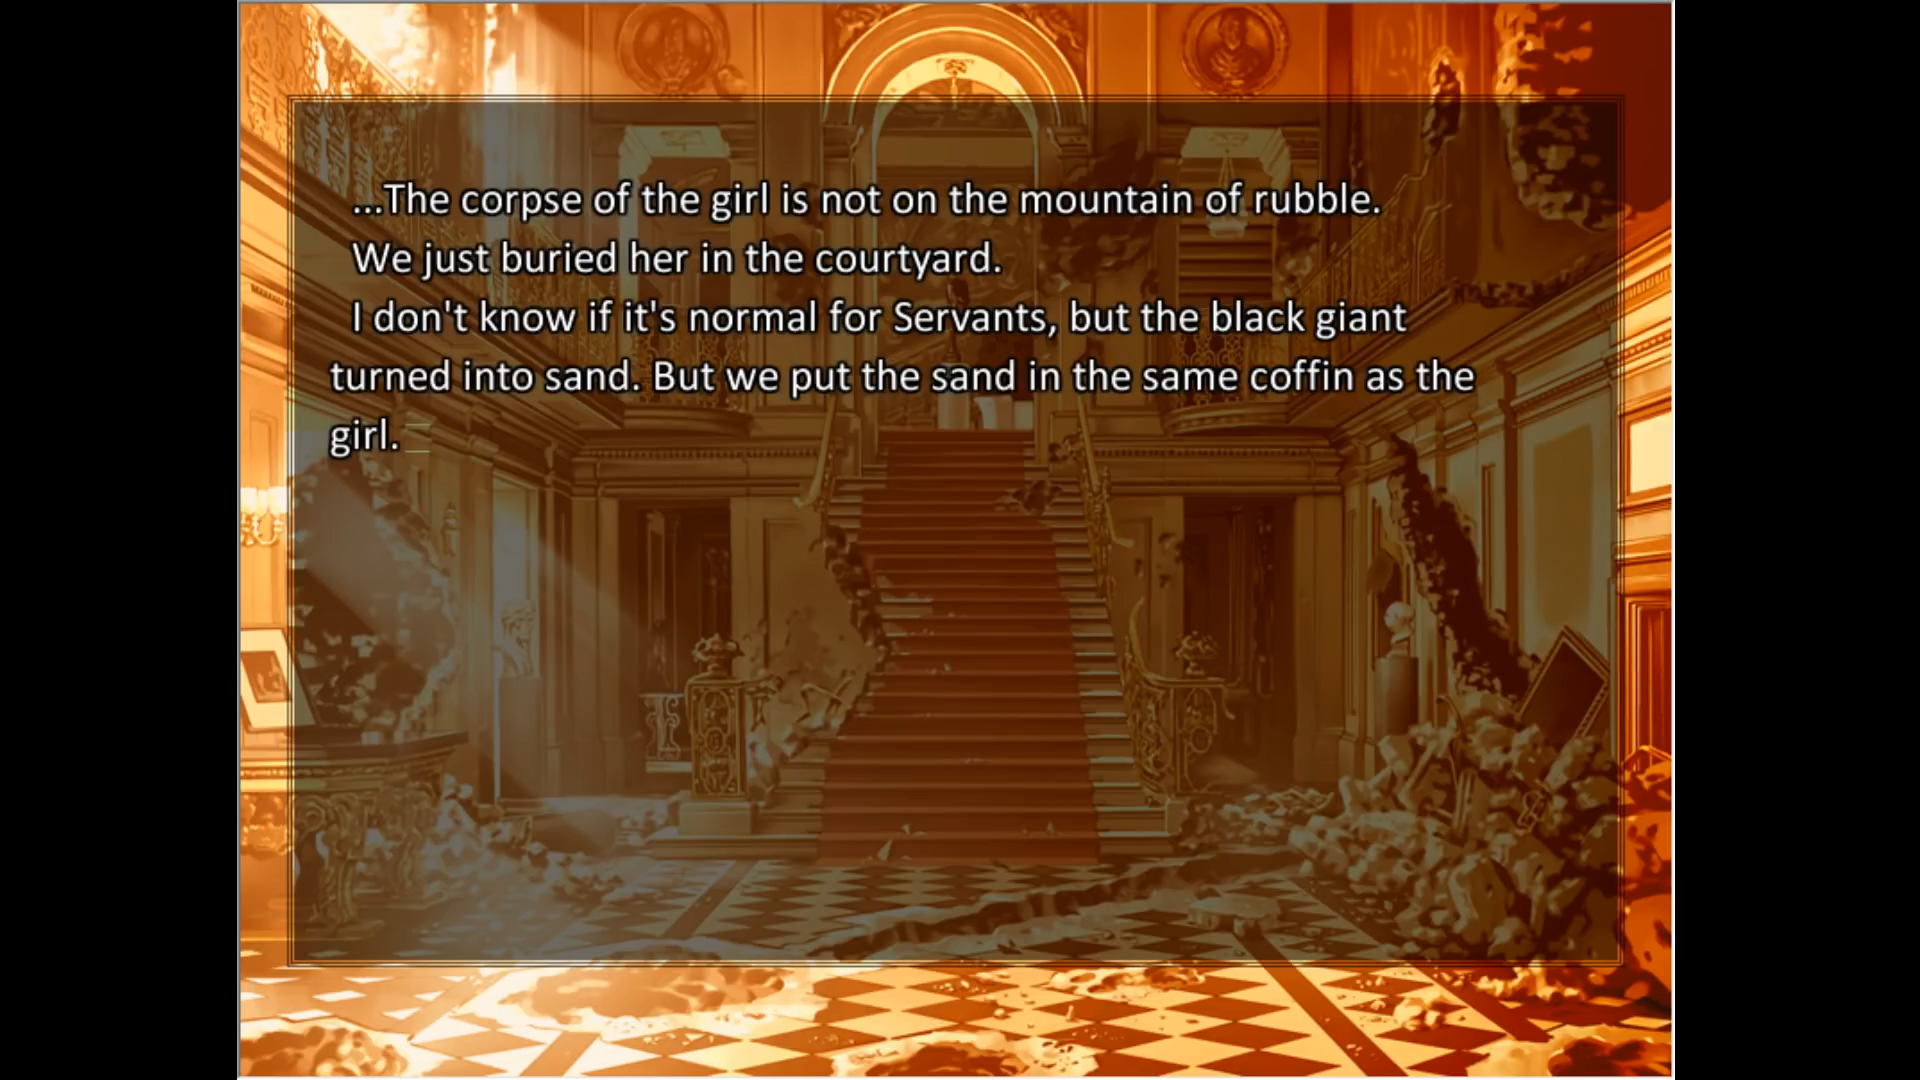 ...The corpse of the girl is not on the mountain of rubble.
We just buried her in the courtyard.
I don't know if it's normal for Servants, but the black giant
turned into sand. But we put the sand in the same coffin as the
girl.